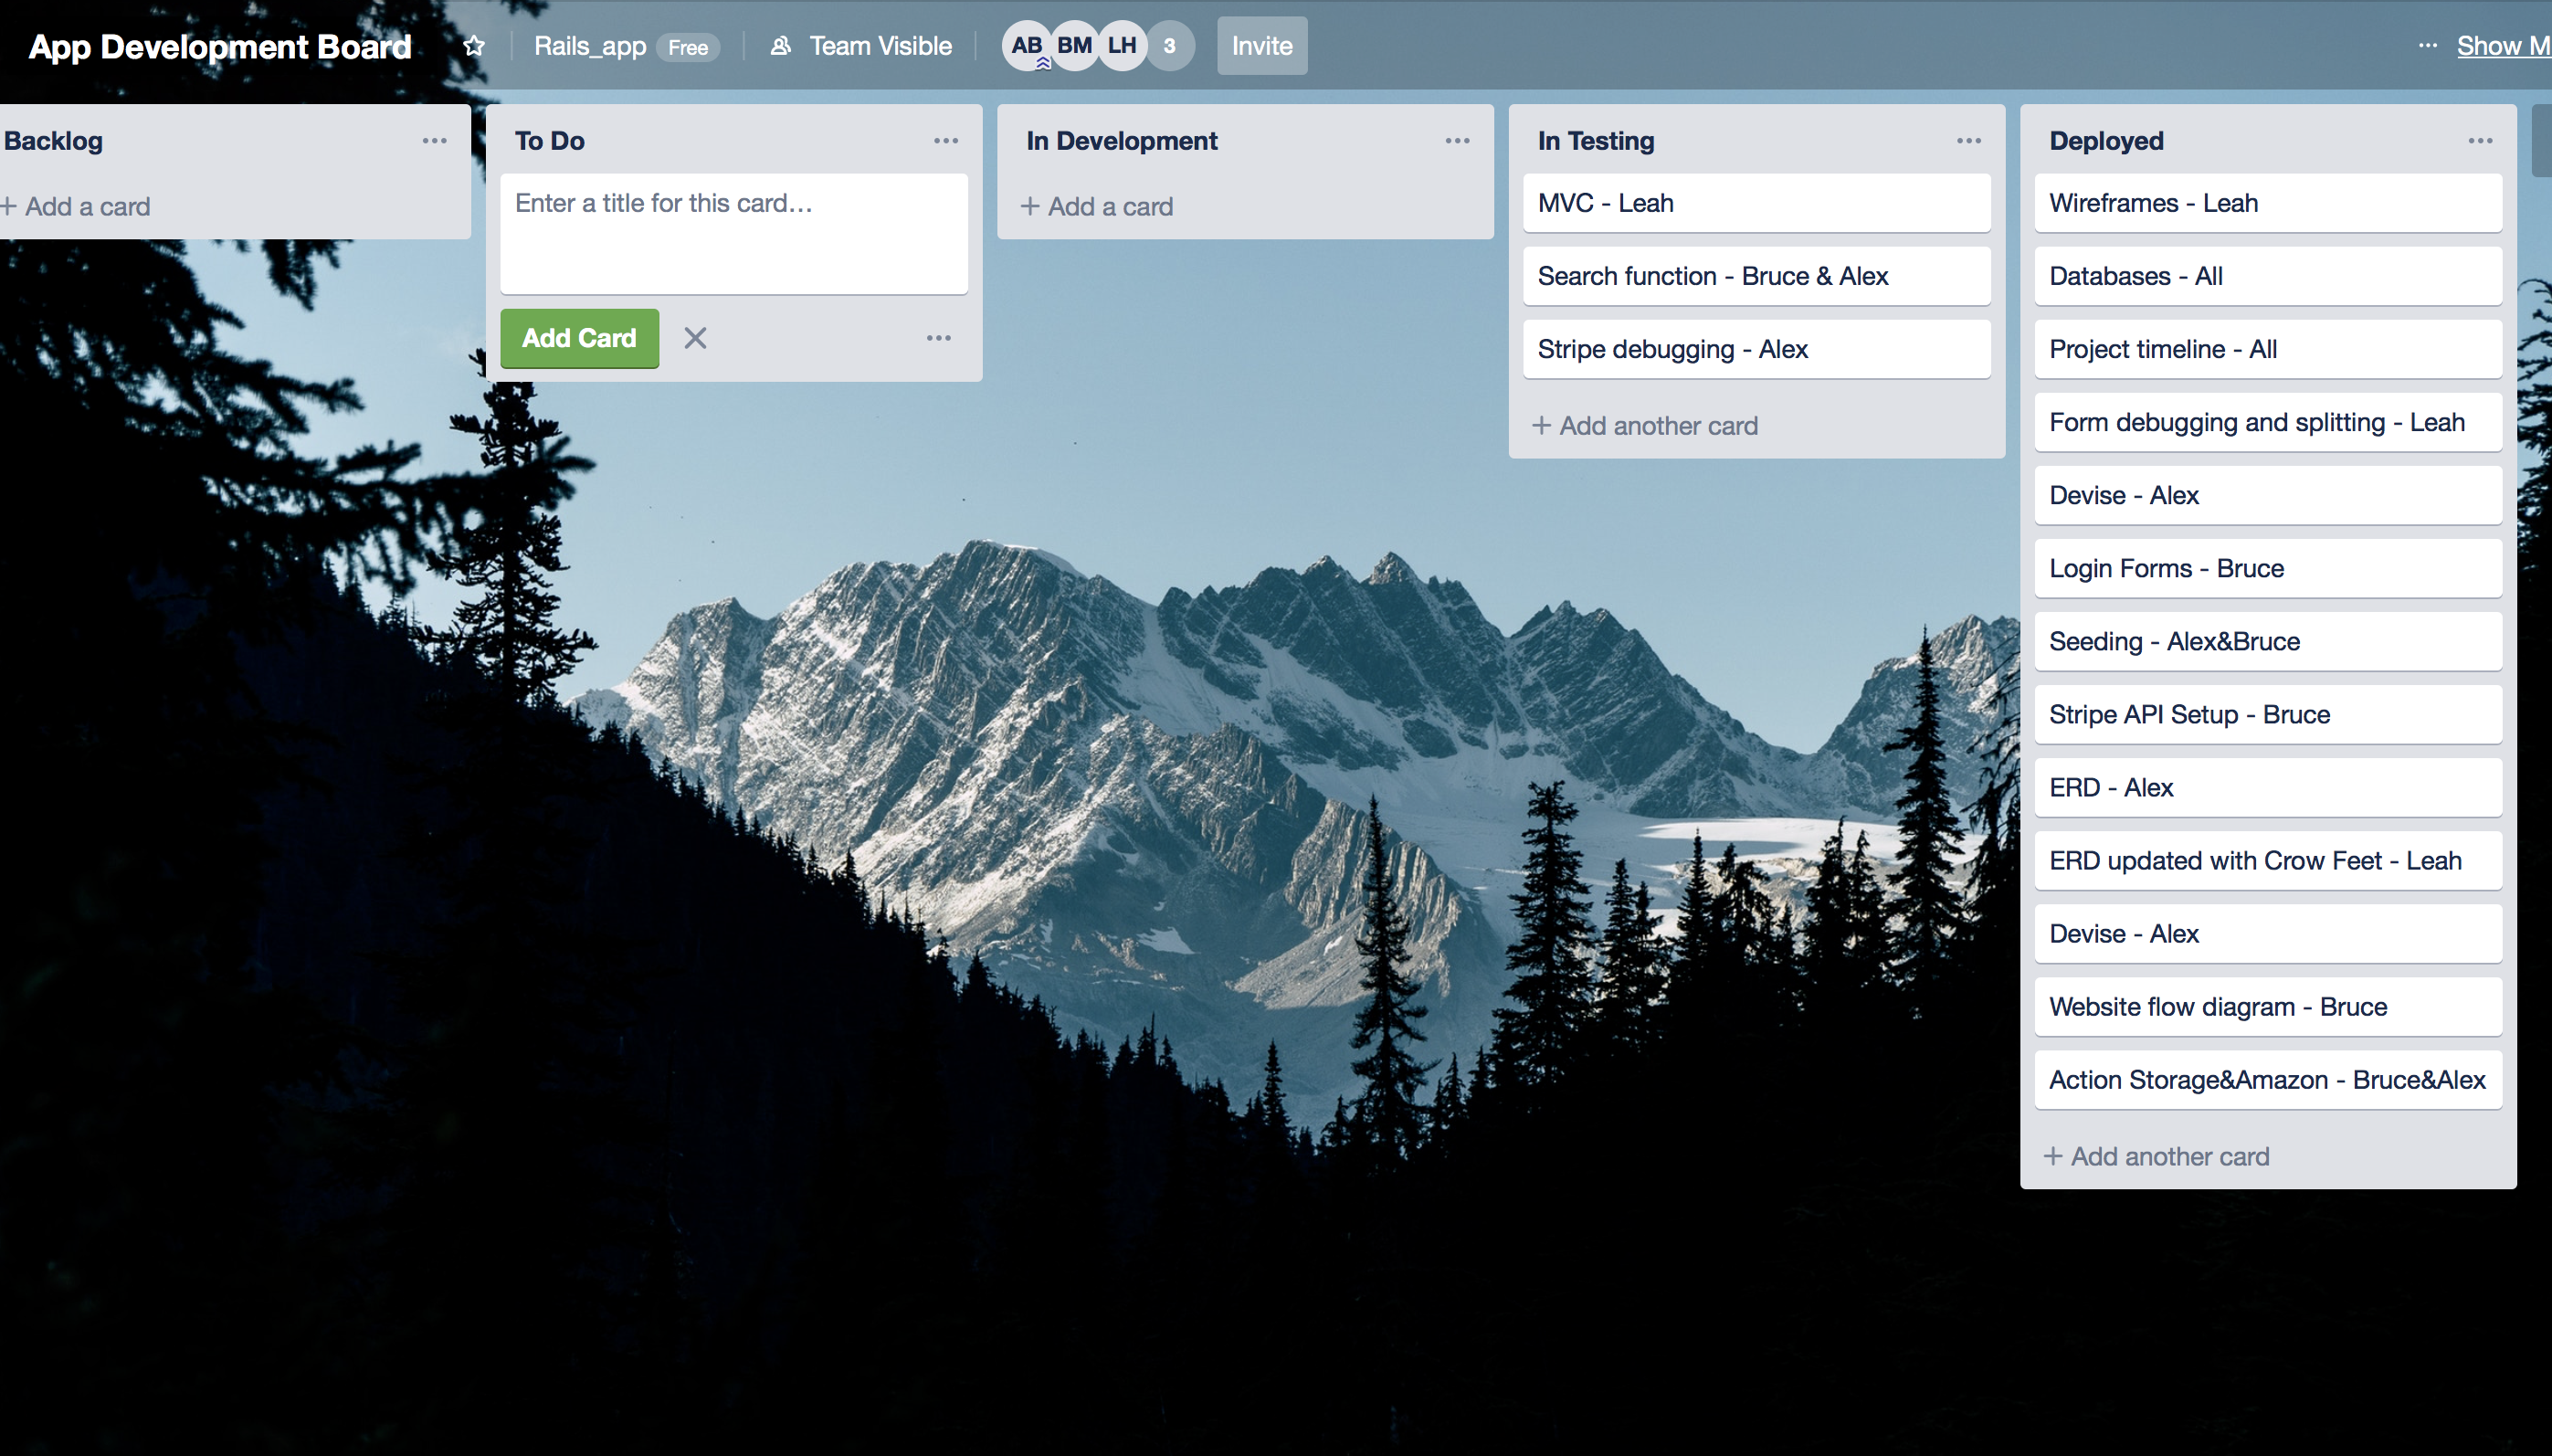 App Development Board
Rails_app Free
Team Visible
AB BM LH 3
Invite
Show M
Backlog
+ Add a card
To Do
Enter a title for this card...
Add Card
In Development
+ Add a card
In Testing
MVC - Leah
Search function - Bruce & Alex
Stripe debugging - Alex
+ Add another card
Deployed
Wireframes - Leah
Databases - All
Project timeline - All
Form debugging and splitting - Leah
Devise - Alex
Login Forms - Bruce
Seeding - Alex&Bruce
Stripe API Setup - Bruce
ERD - Alex
ERD updated with Crow Feet - Leah
Devise - Alex
Website flow diagram - Bruce
Action Storage&Amazon - Bruce&Alex
+ Add another card